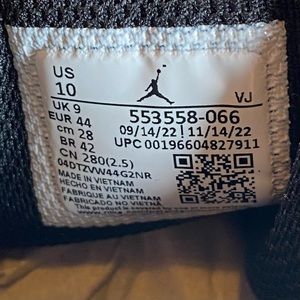 US
10
UK 9
EUR 44
cm 28
BR 42
CN 280(2.5)
VJ
553558-066
09/14/22 | 11/14/22
UPC 00196604827911
04DTZVW44G2NR
MADE IN VIETNAM
HECHO EN VIETNAM
FABRIQUÉ AU VIETNAM
FABRICADO NO VIETNÃ